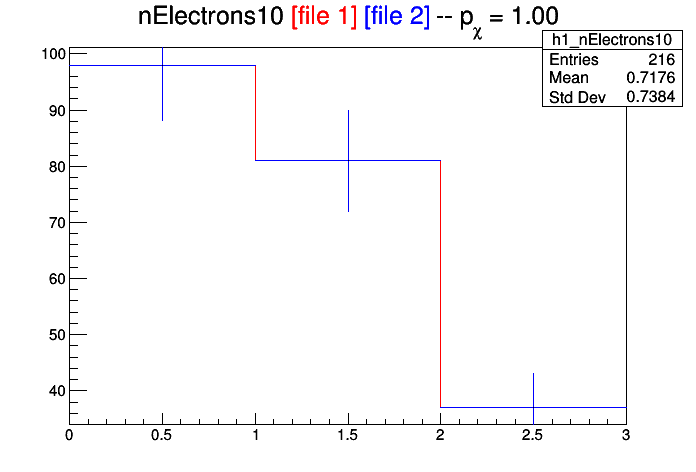 nElectrons10 [file 1] [file 2] -- pχ = 1.00
h1_nElectrons10
Entries 216
Mean 0.7176
Std Dev 0.7384
100
90
80
70
60
50
40
0 0.5 1 1.5 2 2.5 3